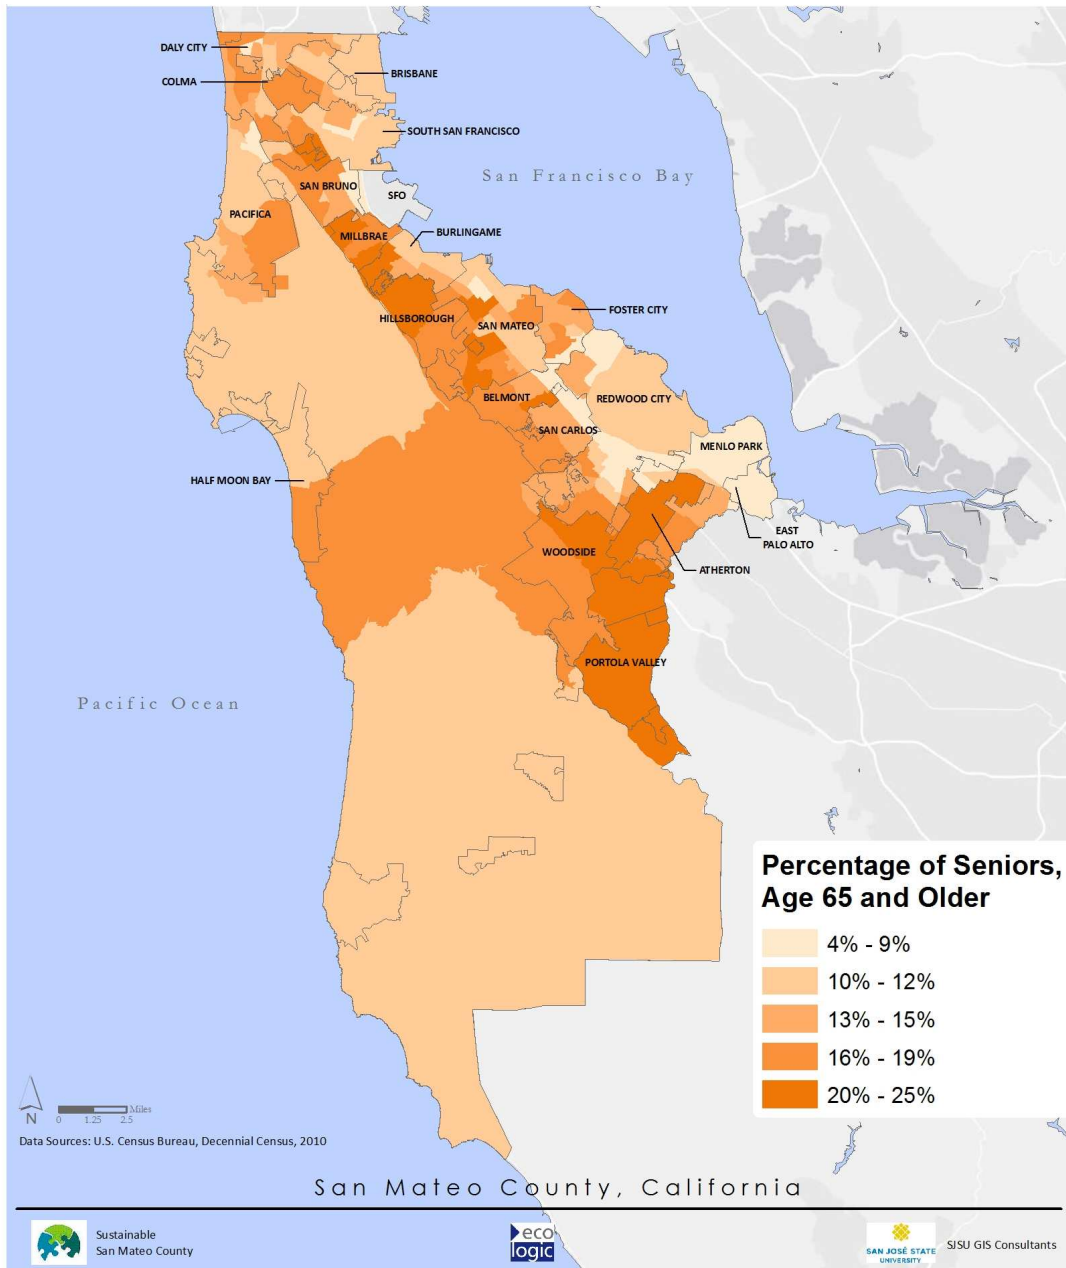 DALY CITY
COLMA
BRISBANE
SOUTH SAN FRANCISCO
San Francisco Bay
SAN BRUNO
SFO
PACIFICA
MILLBRAE
BURLINGAME
HILLSBOROUGH
SAN MATEO
FOSTER CITY
BELMONT
REDWOOD CITY
SAN CARLOS
MENLO PARK
HALF MOON BAY
EAST
PALO ALTO
WOODSIDE
ATHERTON
PORTOLA VALLEY
Pacific Ocean
Percentage of Seniors,
Age 65 and Older
4% - 9%
10% - 12%
13% - 15%
16% - 19%
20% - 25%
N
Miles
0 1.25 2.5
Data Sources: U.S. Census Bureau, Decennial Census, 2010
San Mateo County, California
Sustainable
San Mateo County
eco
logic
SAN JOSÉ STATE
UNIVERSITY
SJSU GIS Consultants